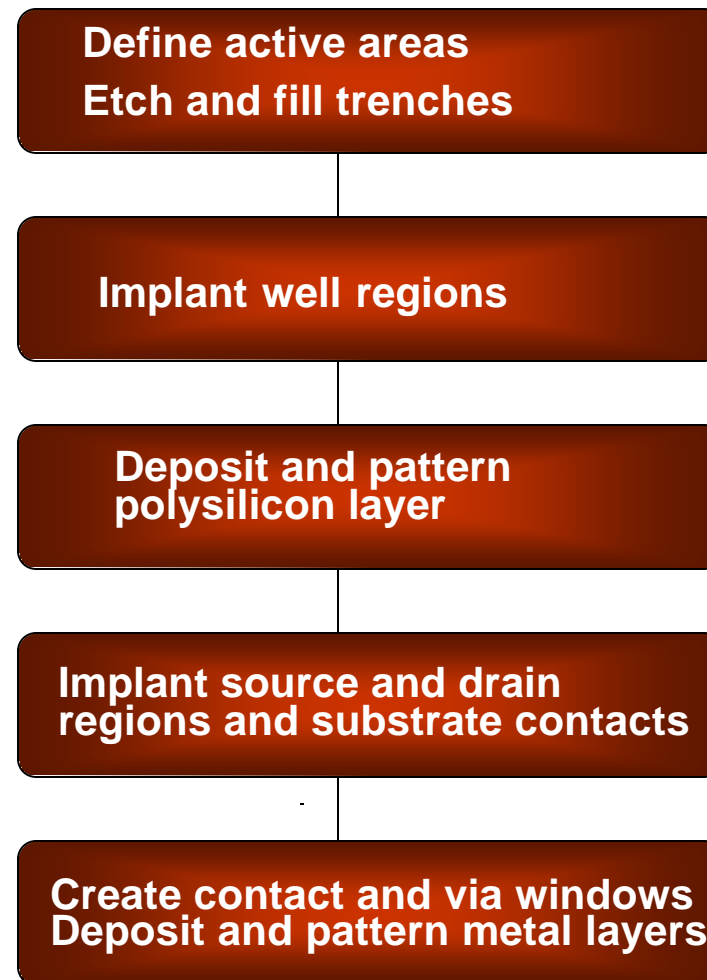 Define active areas
Etch and fill trenches
Implant well regions
Deposit and pattern
polysilicon layer
Implant source and drain
regions and substrate contacts
Create contact and via windows
Deposit and pattern metal layers